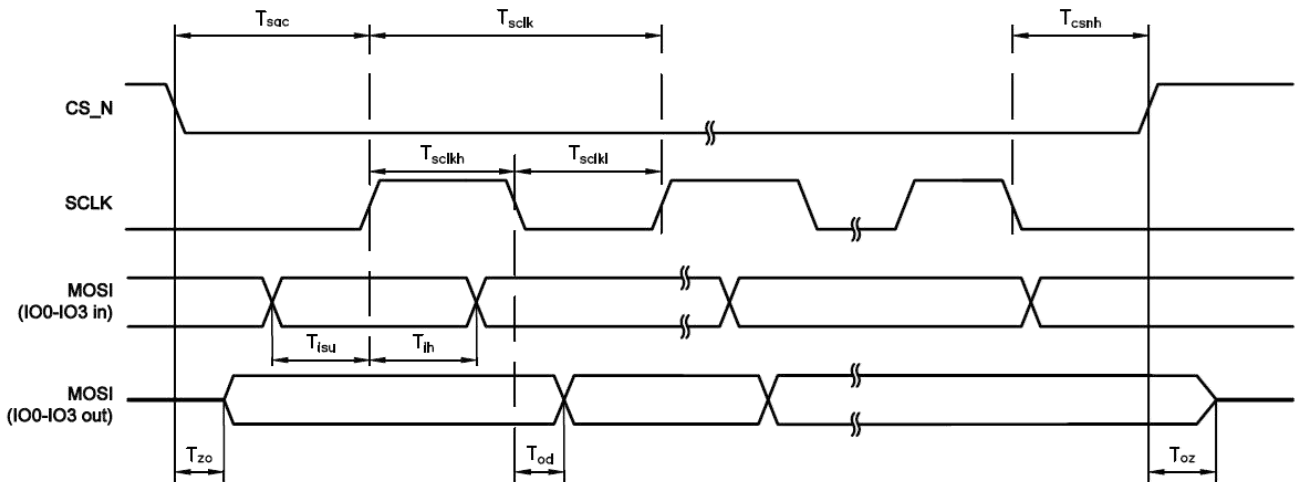 Tsac Tsclk Tcsnh
CS_N
Tsclkh Tsclkl
SCLK
MOSI
(IO0-IO3 in)
Tisu Tih
MOSI
(IO0-IO3 out)
Tzo Tod Toz